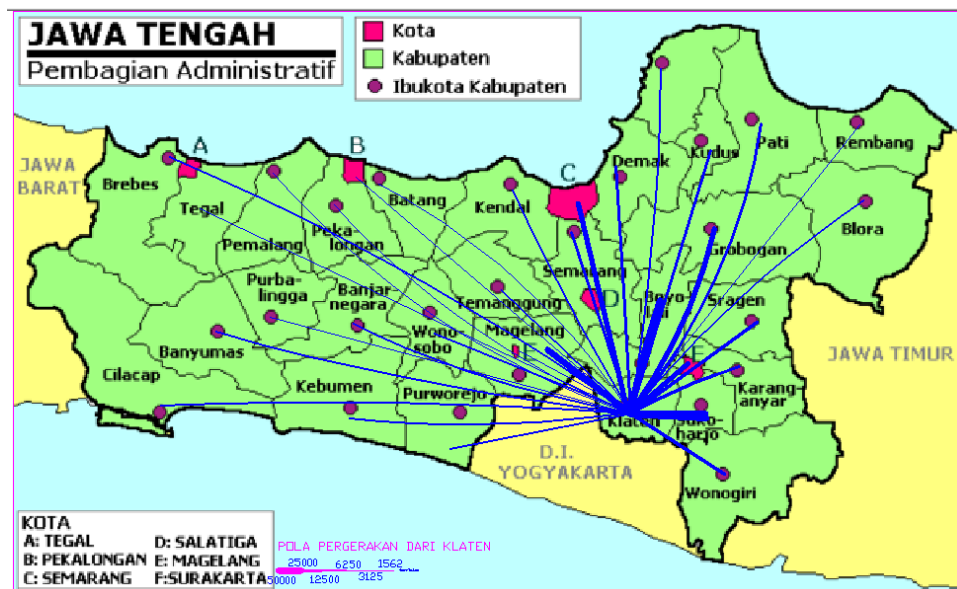 JAWA TENGAH
Pembagian Administratif
Kota
Kabupaten
Ibukota Kabupaten
JAWA
BARAT
A
B
C
Brebes
Tegal
Pemalang
Peka-
longan
Batang
Kendal
Demak
Kudus
Pati
Rembang
Blora
Grobogan
Semarang
D
Purba-
lingga
Banjar-
negara
Temanggung
Boyo-
lali
Sragen
Banyumas
Wono-
sobo
Magelang
E
F
JAWA TIMUR
Cilacap
Kebumen
Purworejo
Klaten
Suko-
harjo
Karang-
anyar
D.I.
YOGYAKARTA
Wonogiri
KOTA
A: TEGAL
D: SALATIGA
B: PEKALONGAN
E: MAGELANG
C: SEMARANG
F:SURAKARTA
POLA PERGERAKAN DARI KLATEN
25000 6250 1562
50000 12500 3125